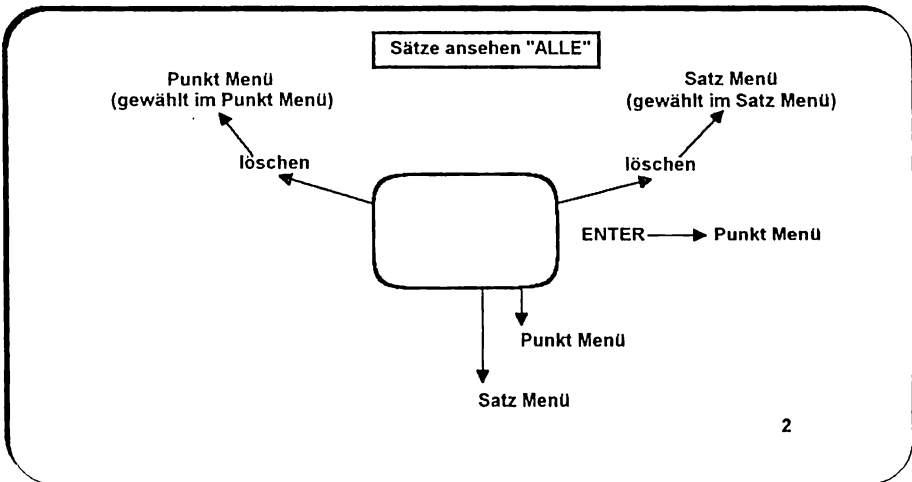 Sätze ansehen "ALLE"
Punkt Menü
(gewählt im Punkt Menü)
Satz Menü
(gewählt im Satz Menü)
löschen
löschen
ENTER
Punkt Menü
Punkt Menü
Satz Menü
2